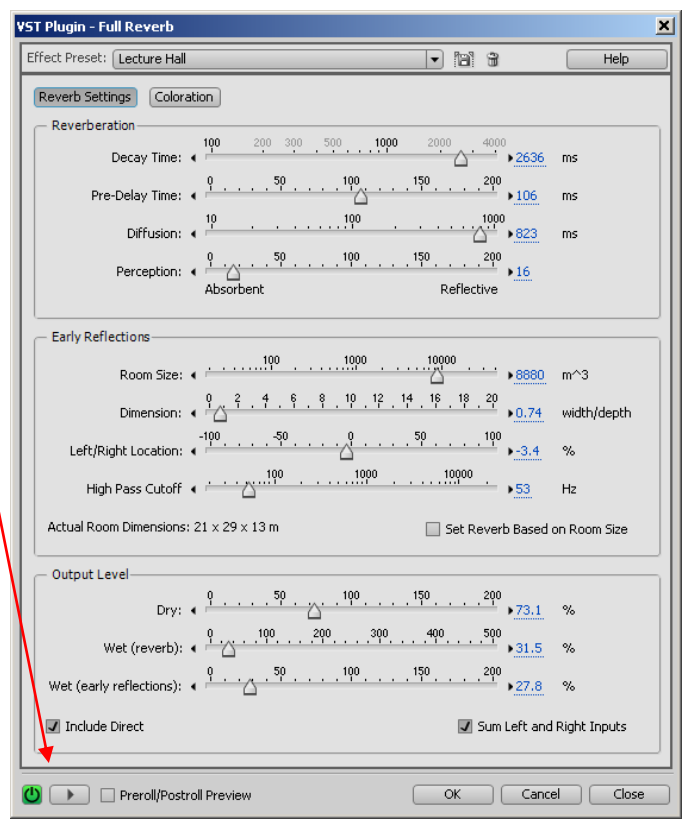 VST Plugin - Full Reverb
Effect Preset: Lecture Hall Help
Reverb Settings Coloration
Reverberation
100 200 300 500 1000 2000 4000
Decay Time: 2636 ms
0 50 100 150 200
Pre-Delay Time: 106 ms
10 100 1000
Diffusion: 823 ms
0 50 100 150 200
Perception: 16
Absorbent Reflective
Early Reflections
100 1000 10000
Room Size: 8880 m^3
0 2 4 6 8 10 12 14 16 18 20
Dimension: 0.74 width/depth
-100 -50 0 50 100
Left/Right Location: -3.4 %
100 1000 10000
High Pass Cutoff 53 Hz
Actual Room Dimensions: 21 x 29 x 13 m Set Reverb Based on Room Size
Output Level
0 50 100 150 200
Dry: 73.1 %
0 100 200 300 400 500
Wet (reverb): 31.5 %
0 50 100 150 200
Wet (early reflections): 27.8 %
Include Direct Sum Left and Right Inputs
Preroll/Postroll Preview OK Cancel Close